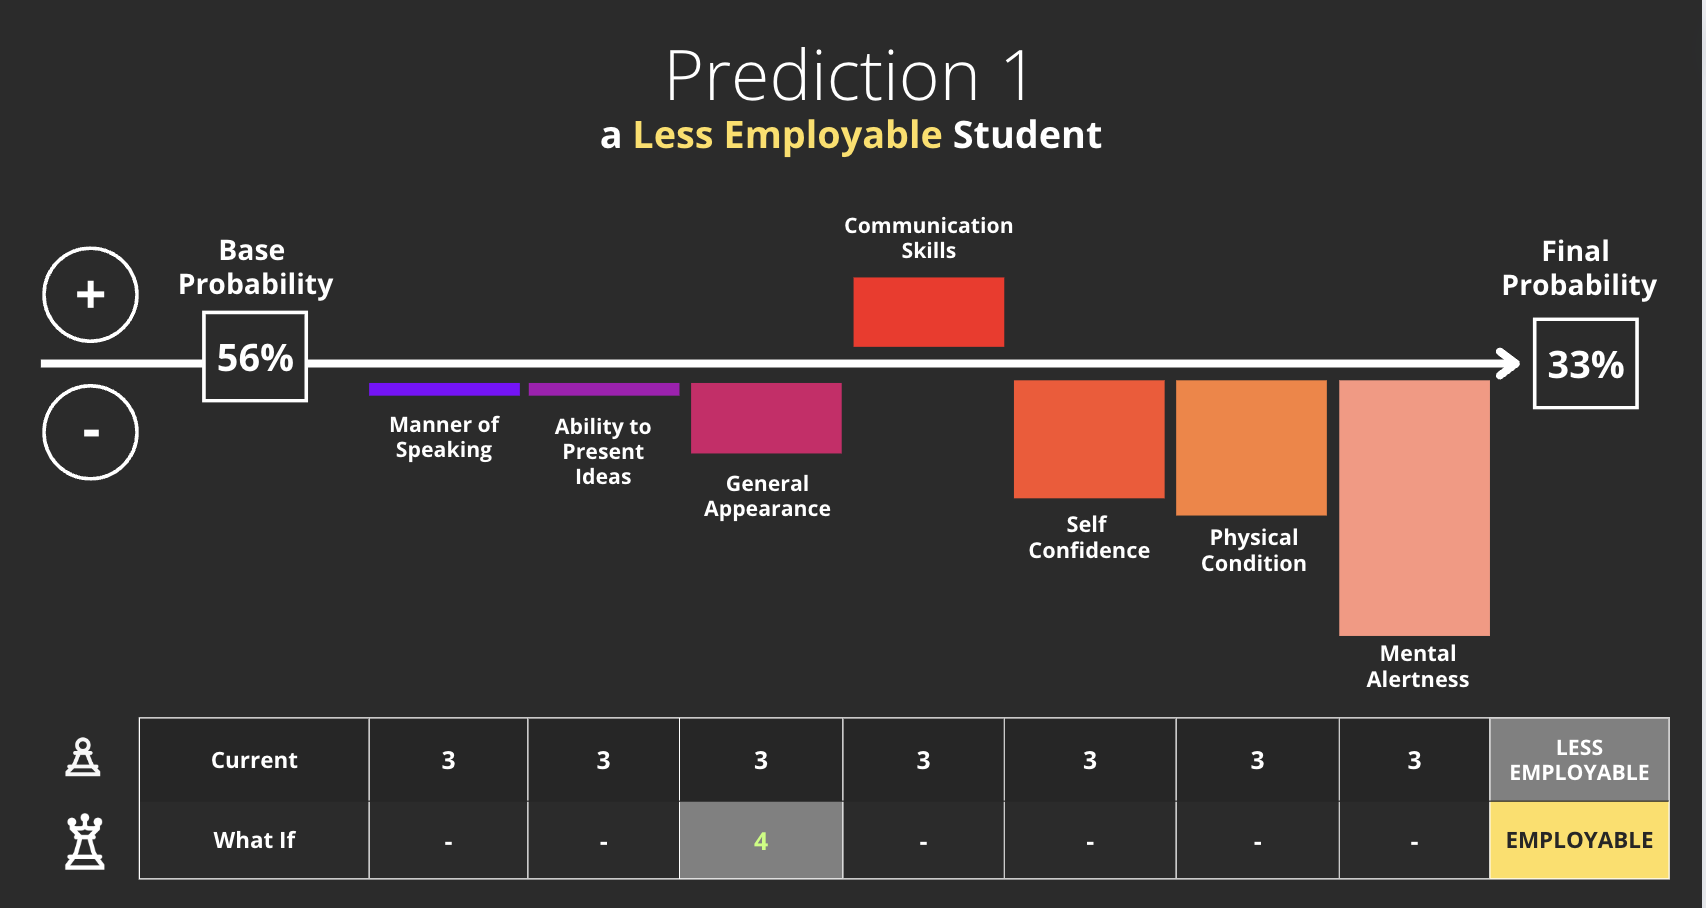 Prediction 1
a Less Employable Student
Communication
Skills
+
Base
Probability
56%
Final
Probability
33%
-
Manner of
Speaking
Ability to
Present
Ideas
General
Appearance
Self
Confidence
Physical
Condition
Mental
Alertness
Current 3 3 3 3 3 3 3 LESS
EMPLOYABLE
What If - - 4 - - - - EMPLOYABLE